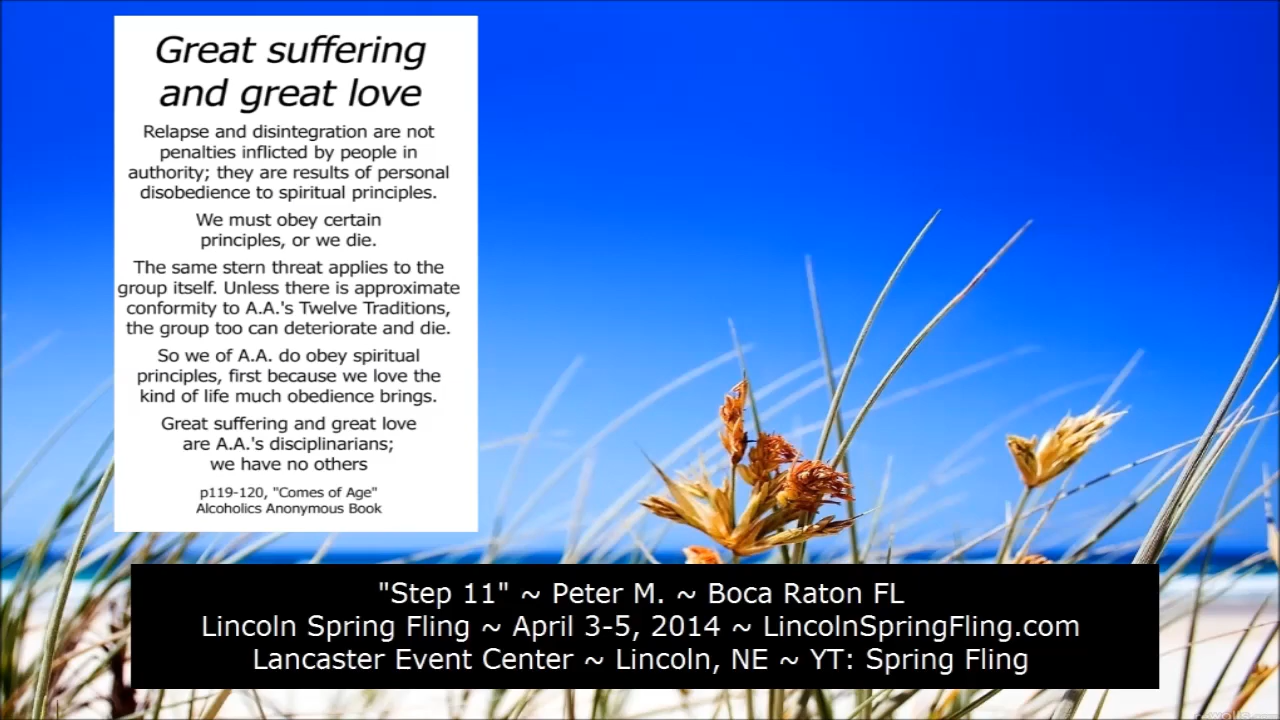 Great suffering
and great love
Relapse and disintegration are not
penalties inflicted by people in
authority; they are results of personal
disobedience to spiritual principles.
We must obey certain
principles, or we die.
The same stern threat applies to the
group itself. Unless there is approximate
conformity to A.A.'s Twelve Traditions,
the group too can deteriorate and die.
So we of A.A. do obey spiritual
principles, first because we love the
kind of life much obedience brings.
Great suffering and great love
are A.A.'s disciplinarians;
we have no others
p119-120, "Comes of Age"
Alcoholics Anonymous Book
"Step 11" ~ Peter M. ~ Boca Raton FL
Lincoln Spring Fling ~ April 3-5, 2014 ~ LincolnSpringFling.com
Lancaster Event Center ~ Lincoln, NE ~ YT: Spring Fling